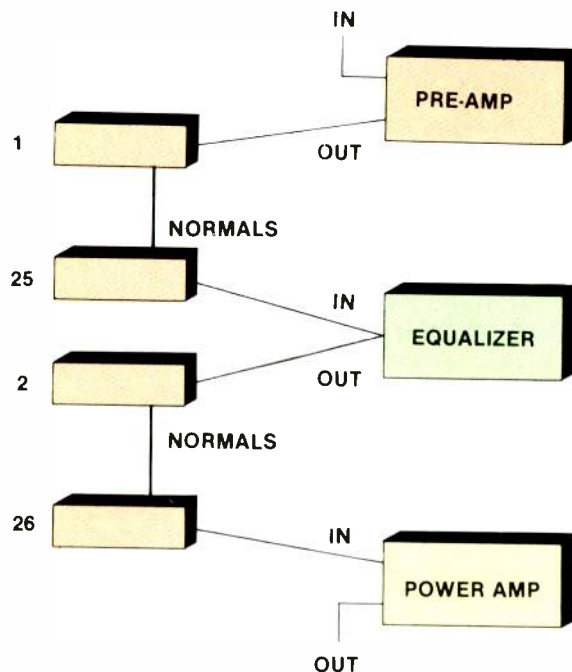 IN
PRE-AMP
1
OUT
NORMALS
25
IN
EQUALIZER
2
OUT
NORMALS
26
IN
POWER AMP
OUT